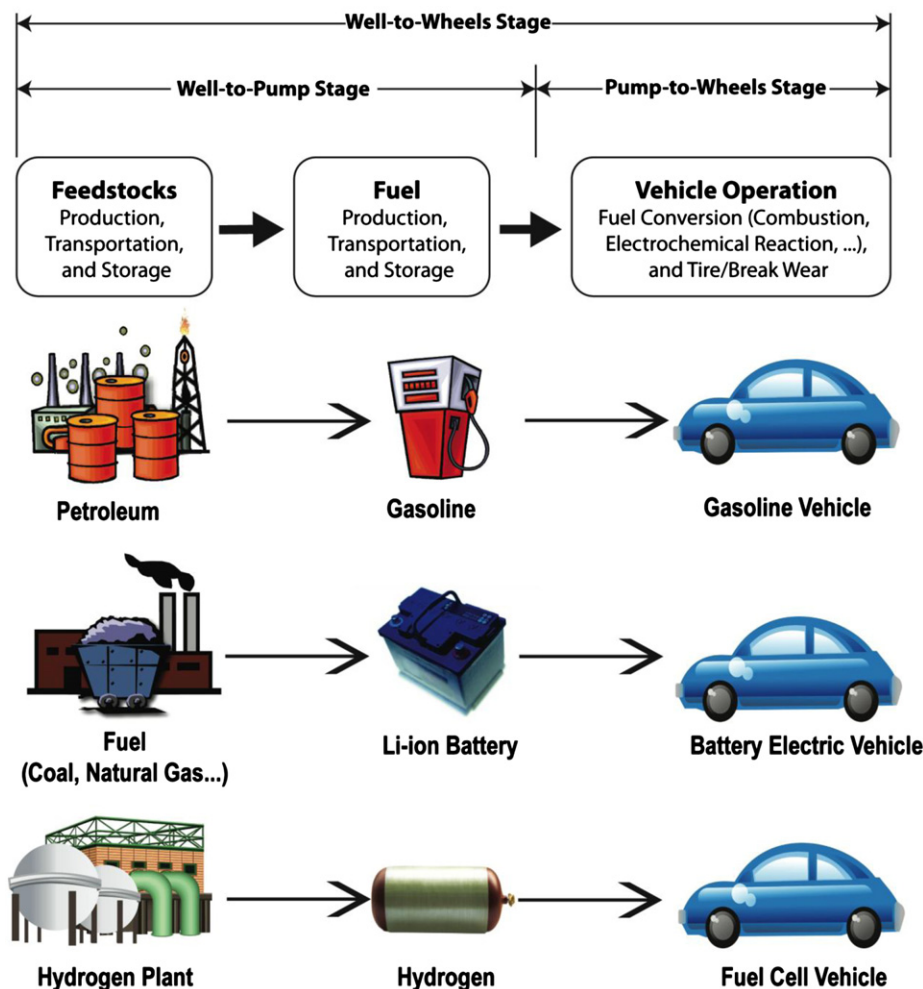 Well-to-Wheels Stage
Well-to-Pump Stage
Pump-to-Wheels Stage
Feedstocks
Production,
Transportation,
and Storage
Fuel
Production,
Transportation,
and Storage
Vehicle Operation
Fuel Conversion (Combustion,
Electrochemical Reaction, ...),
and Tire/Break Wear
Petroleum
Gasoline
Gasoline Vehicle
Fuel
(Coal, Natural Gas...)
Li-ion Battery
Battery Electric Vehicle
Hydrogen Plant
Hydrogen
Fuel Cell Vehicle